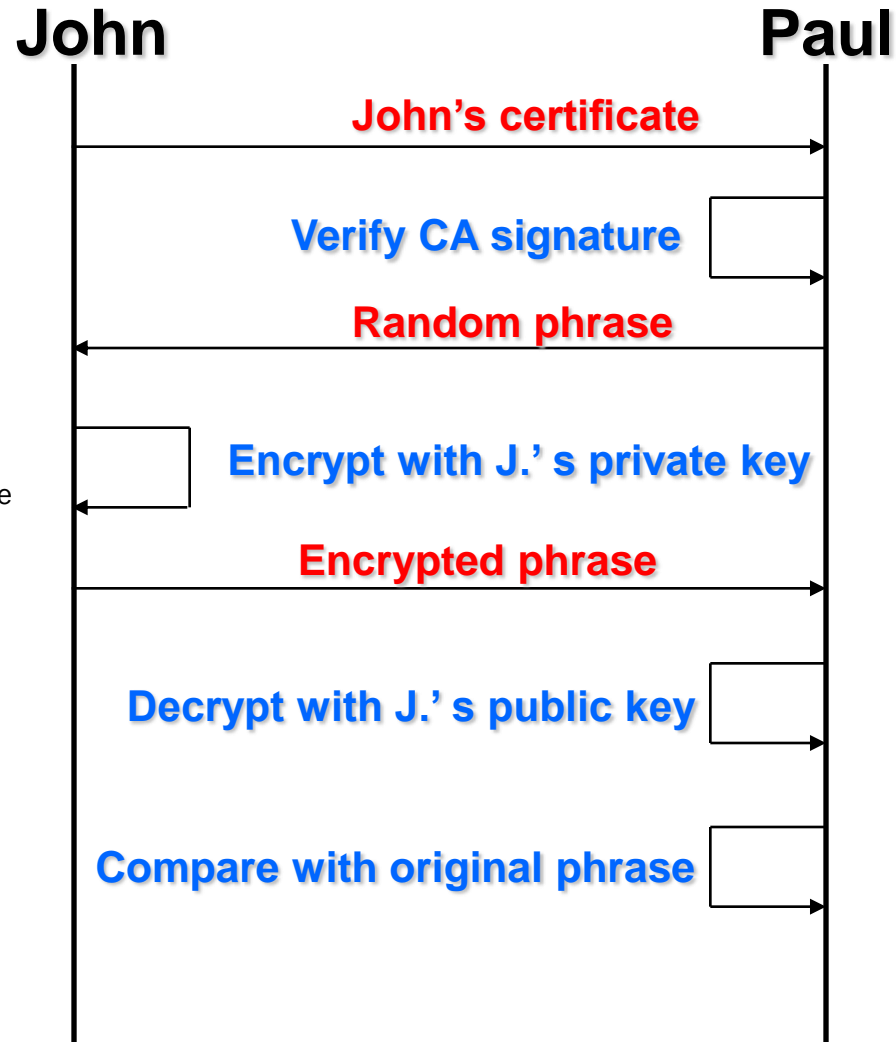 John
Paul
John’s certificate
Verify CA signature
Random phrase
Encrypt with J.’ s private key
e
Encrypted phrase
Decrypt with J.’ s public key
Compare with original phrase